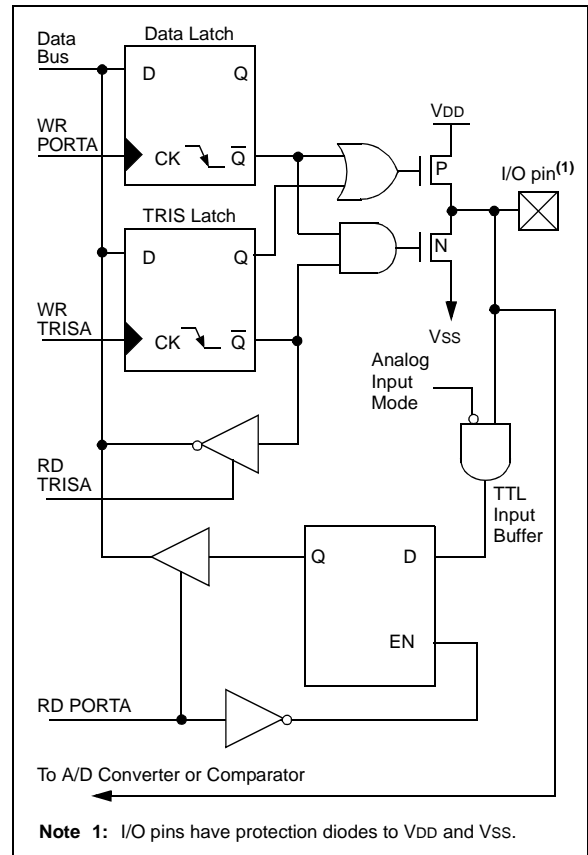 Data Latch
Data
Bus
D
Q
VDD
WR
PORTA
CK
Q
P
I/O pin(1)
TRIS Latch
D
Q
N
WR
TRISA
CK
Q
VSS
Analog
Input
Mode
RD
TRISA
TTL
Input
Buffer
Q
D
EN
RD PORTA
To A/D Converter or Comparator
Note 1: I/O pins have protection diodes to VDD and VSS.